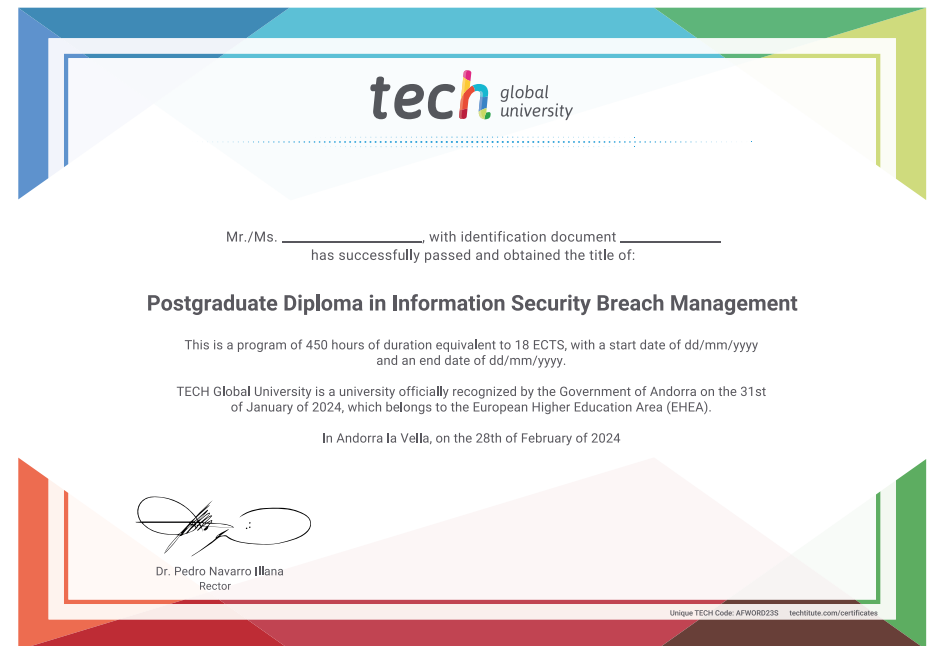 tech global
university
Mr./Ms. ____________, with identification document ____________
has successfully passed and obtained the title of:
Postgraduate Diploma in Information Security Breach Management
This is a program of 450 hours of duration equivalent to 18 ECTS, with a start date of dd/mm/yyyy
and an end date of dd/mm/yyyy.
TECH Global University is a university officially recognized by the Government of Andorra on the 31st
of January of 2024, which belongs to the European Higher Education Area (EHEA).
In Andorra la Vella, on the 28th of February of 2024
Dr. Pedro Navarro Illana
Rector
Unique TECH Code: AFWORD23S techtitute.com/certificates